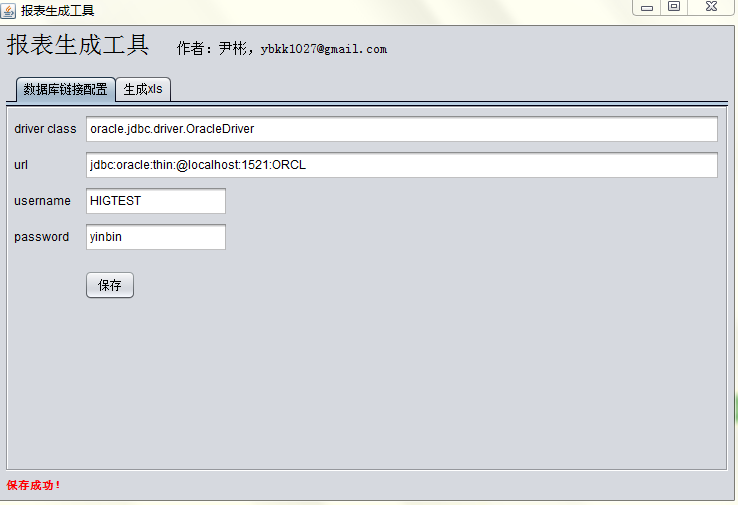 报表生成工具
报表生成工具 作者：尹彬，ybkk1027@gmail.com
数据库链接配置 生成xls
driver class oracle.jdbc.driver.OracleDriver
url jdbc:oracle:thin:@localhost:1521:ORCL
username HIGTEST
password yinbin
保存
保存成功！